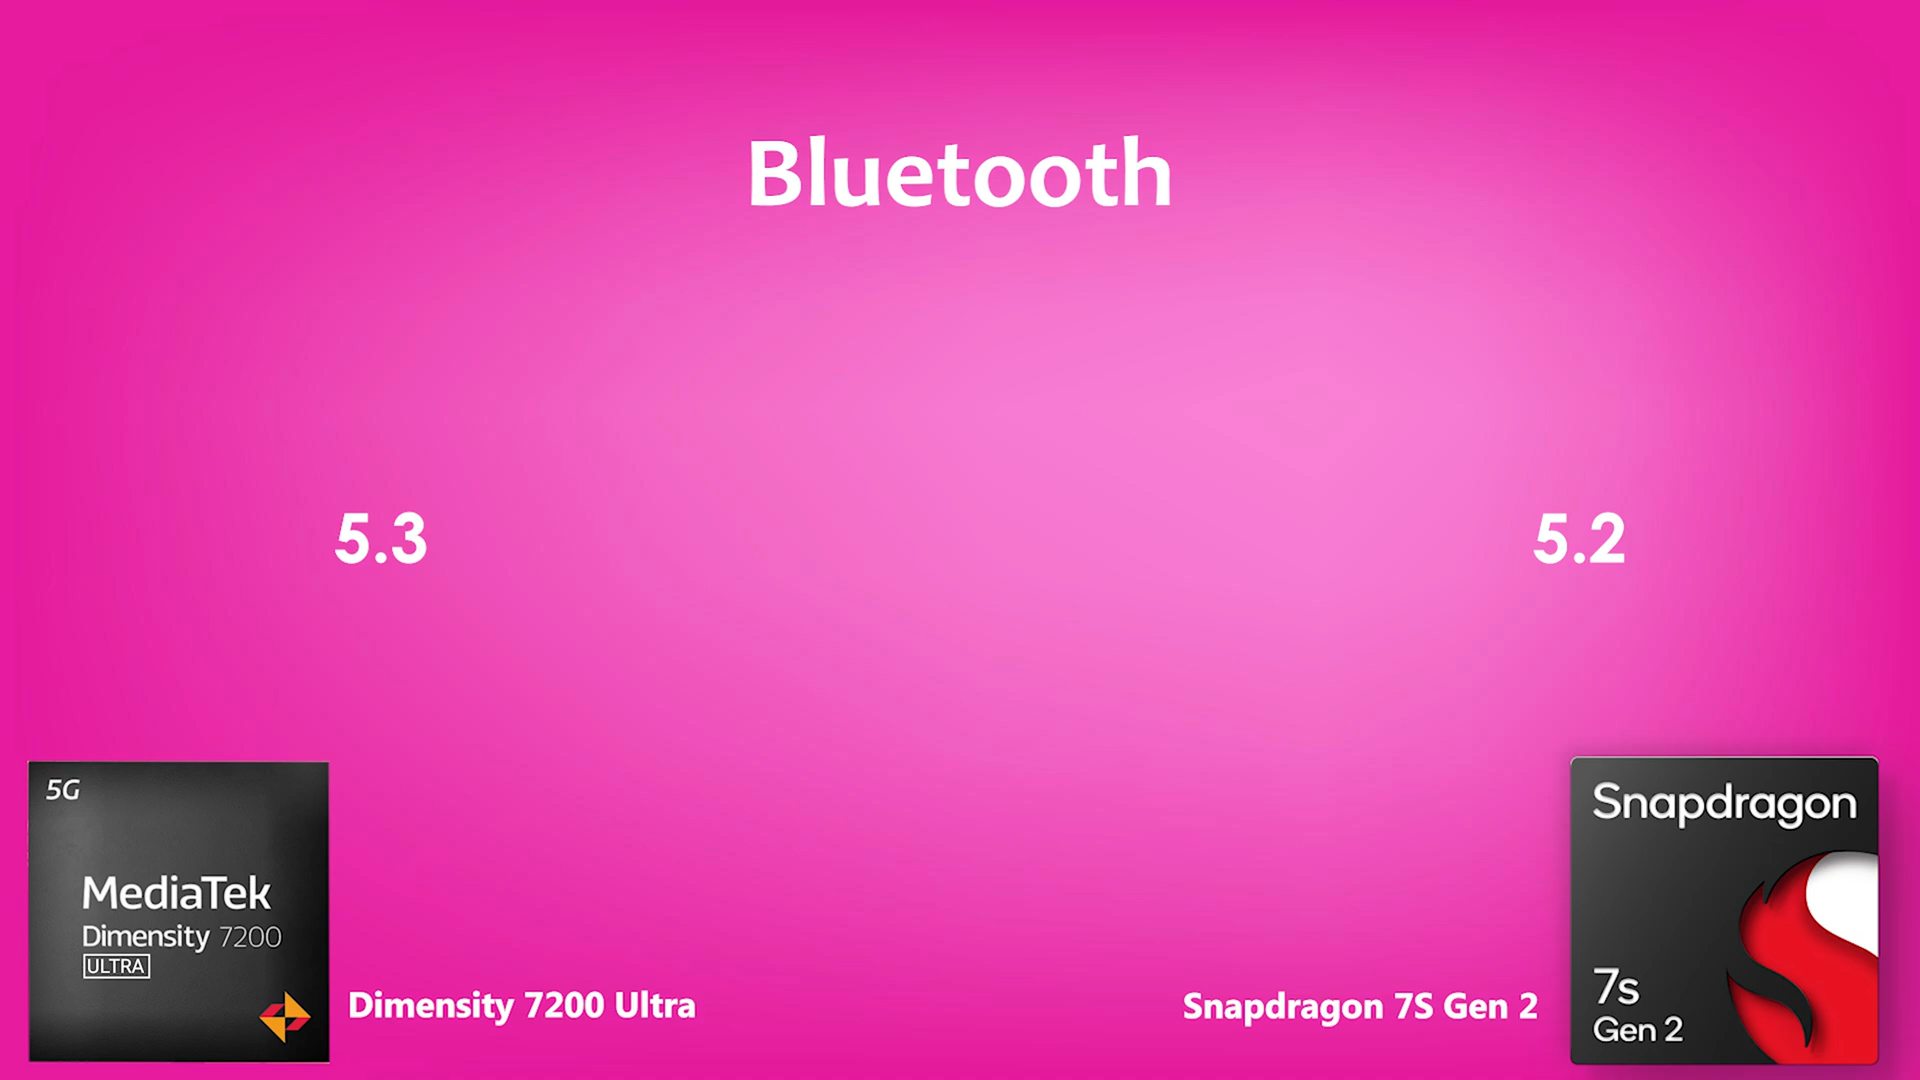 Bluetooth
5.3
5.2
5G
MediaTek
Dimensity 7200
ULTRA
Dimensity 7200 Ultra
Snapdragon 7S Gen 2
Snapdragon
7s
Gen 2